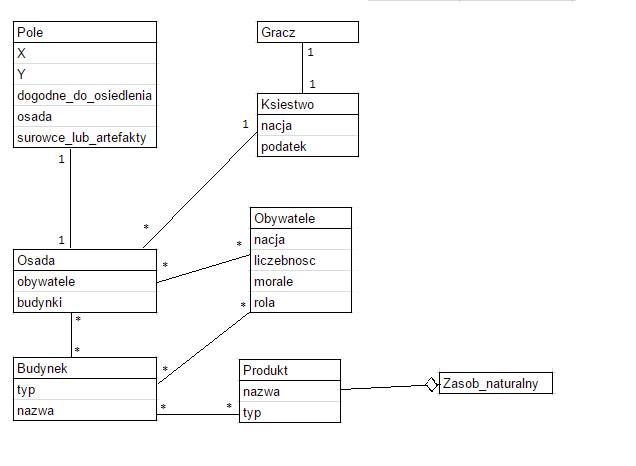 Pole
X
Y
dogodne_do_osiedlenia
osada
surowce_lub_artefakty
1
1
Gracz
1
1
Ksiestwo
nacja
podatek
1
*
Osada
obywatele
budynki
*
*
Obywatele
nacja
liczebnosc
morale
rola
*
*
*
*
Budynek
typ
nazwa
*
*
Produkt
nazwa
typ
Zasob_naturalny